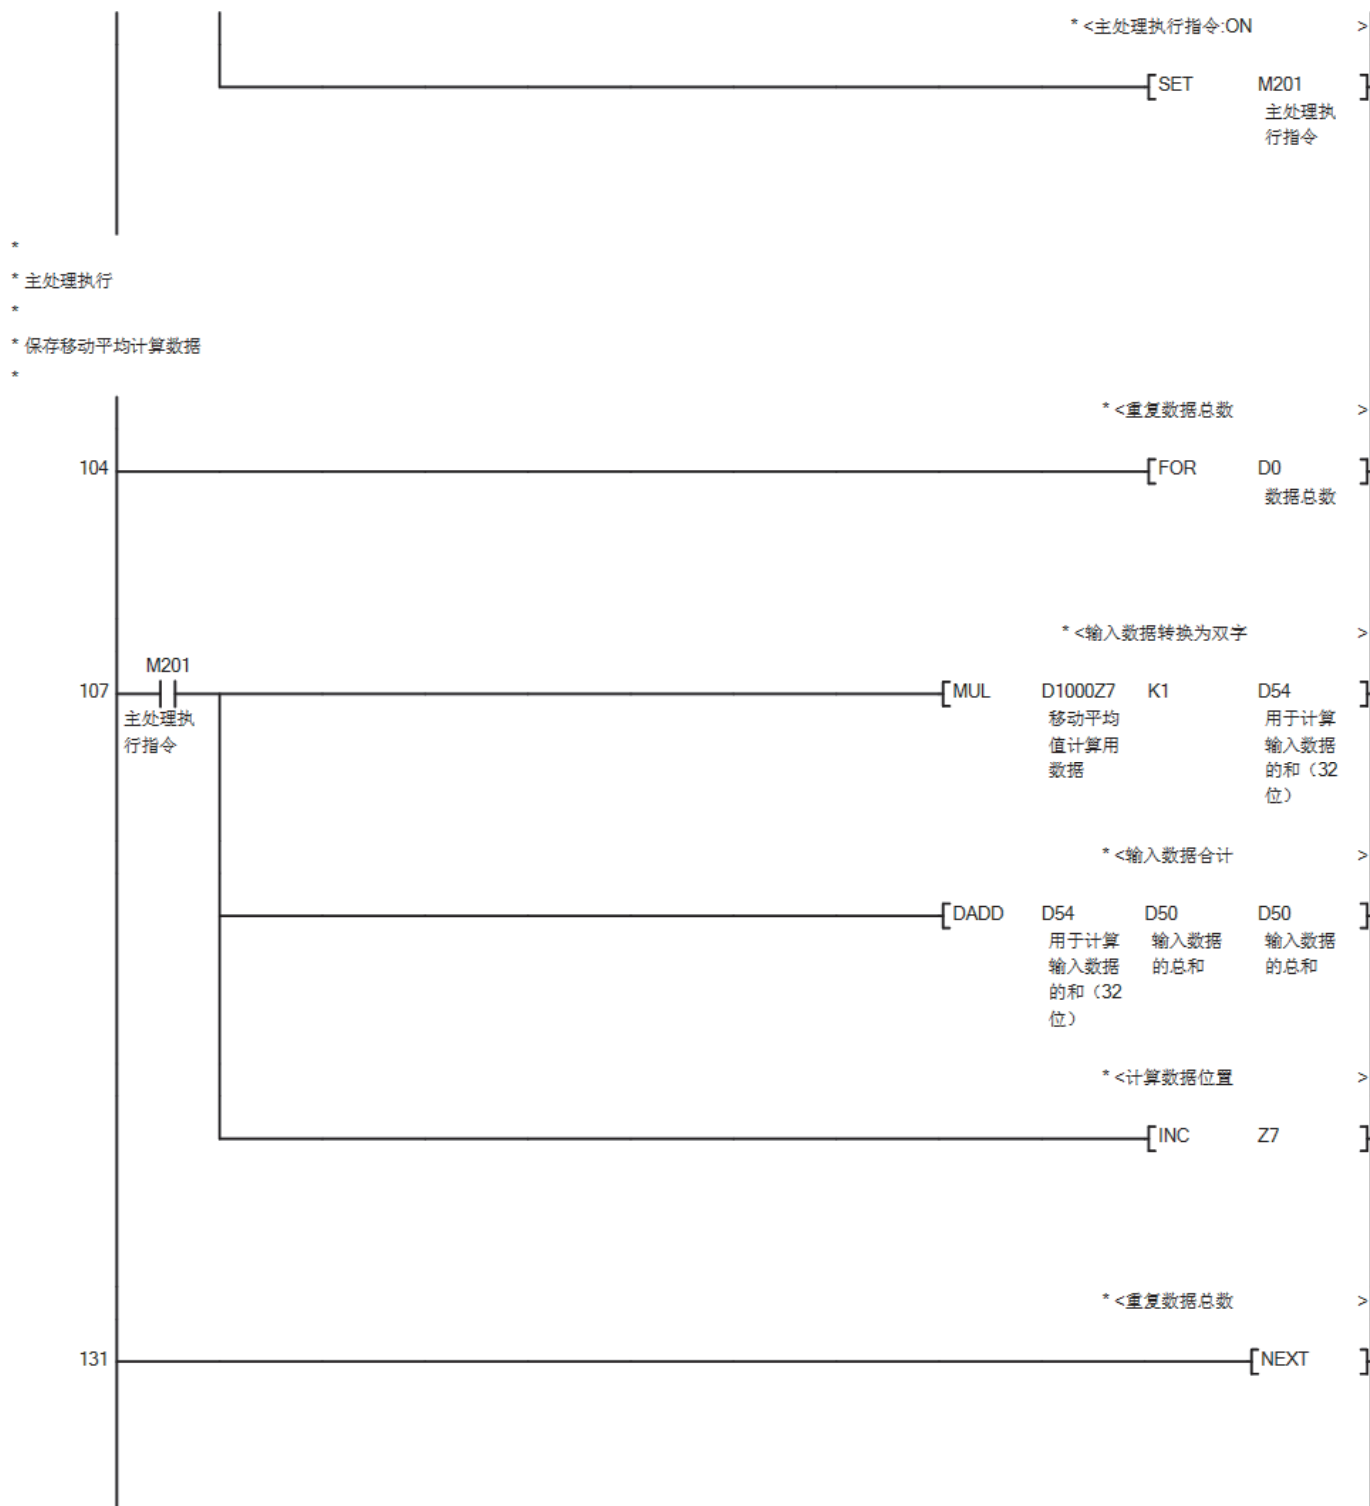 * <主处理执行指令:ON >
SET M201
主处理执
行指令
*
* 主处理执行
*
* 保存移动平均计算数据
*
* <重复数据总数 >
104 FOR D0
数据总数
* <输入数据转换为双字 >
M201
107 MUL D1000Z7 K1 D54
主处理执 移动平均 用于计算
行指令 值计算用 输入数据
数据 的和（32
位）
* <输入数据合计 >
DADD D54 D50 D50
用于计算 输入数据 输入数据
输入数据 的总和 的总和
的和（32
位）
* <计算数据位置 >
INC Z7
* <重复数据总数 >
131 NEXT